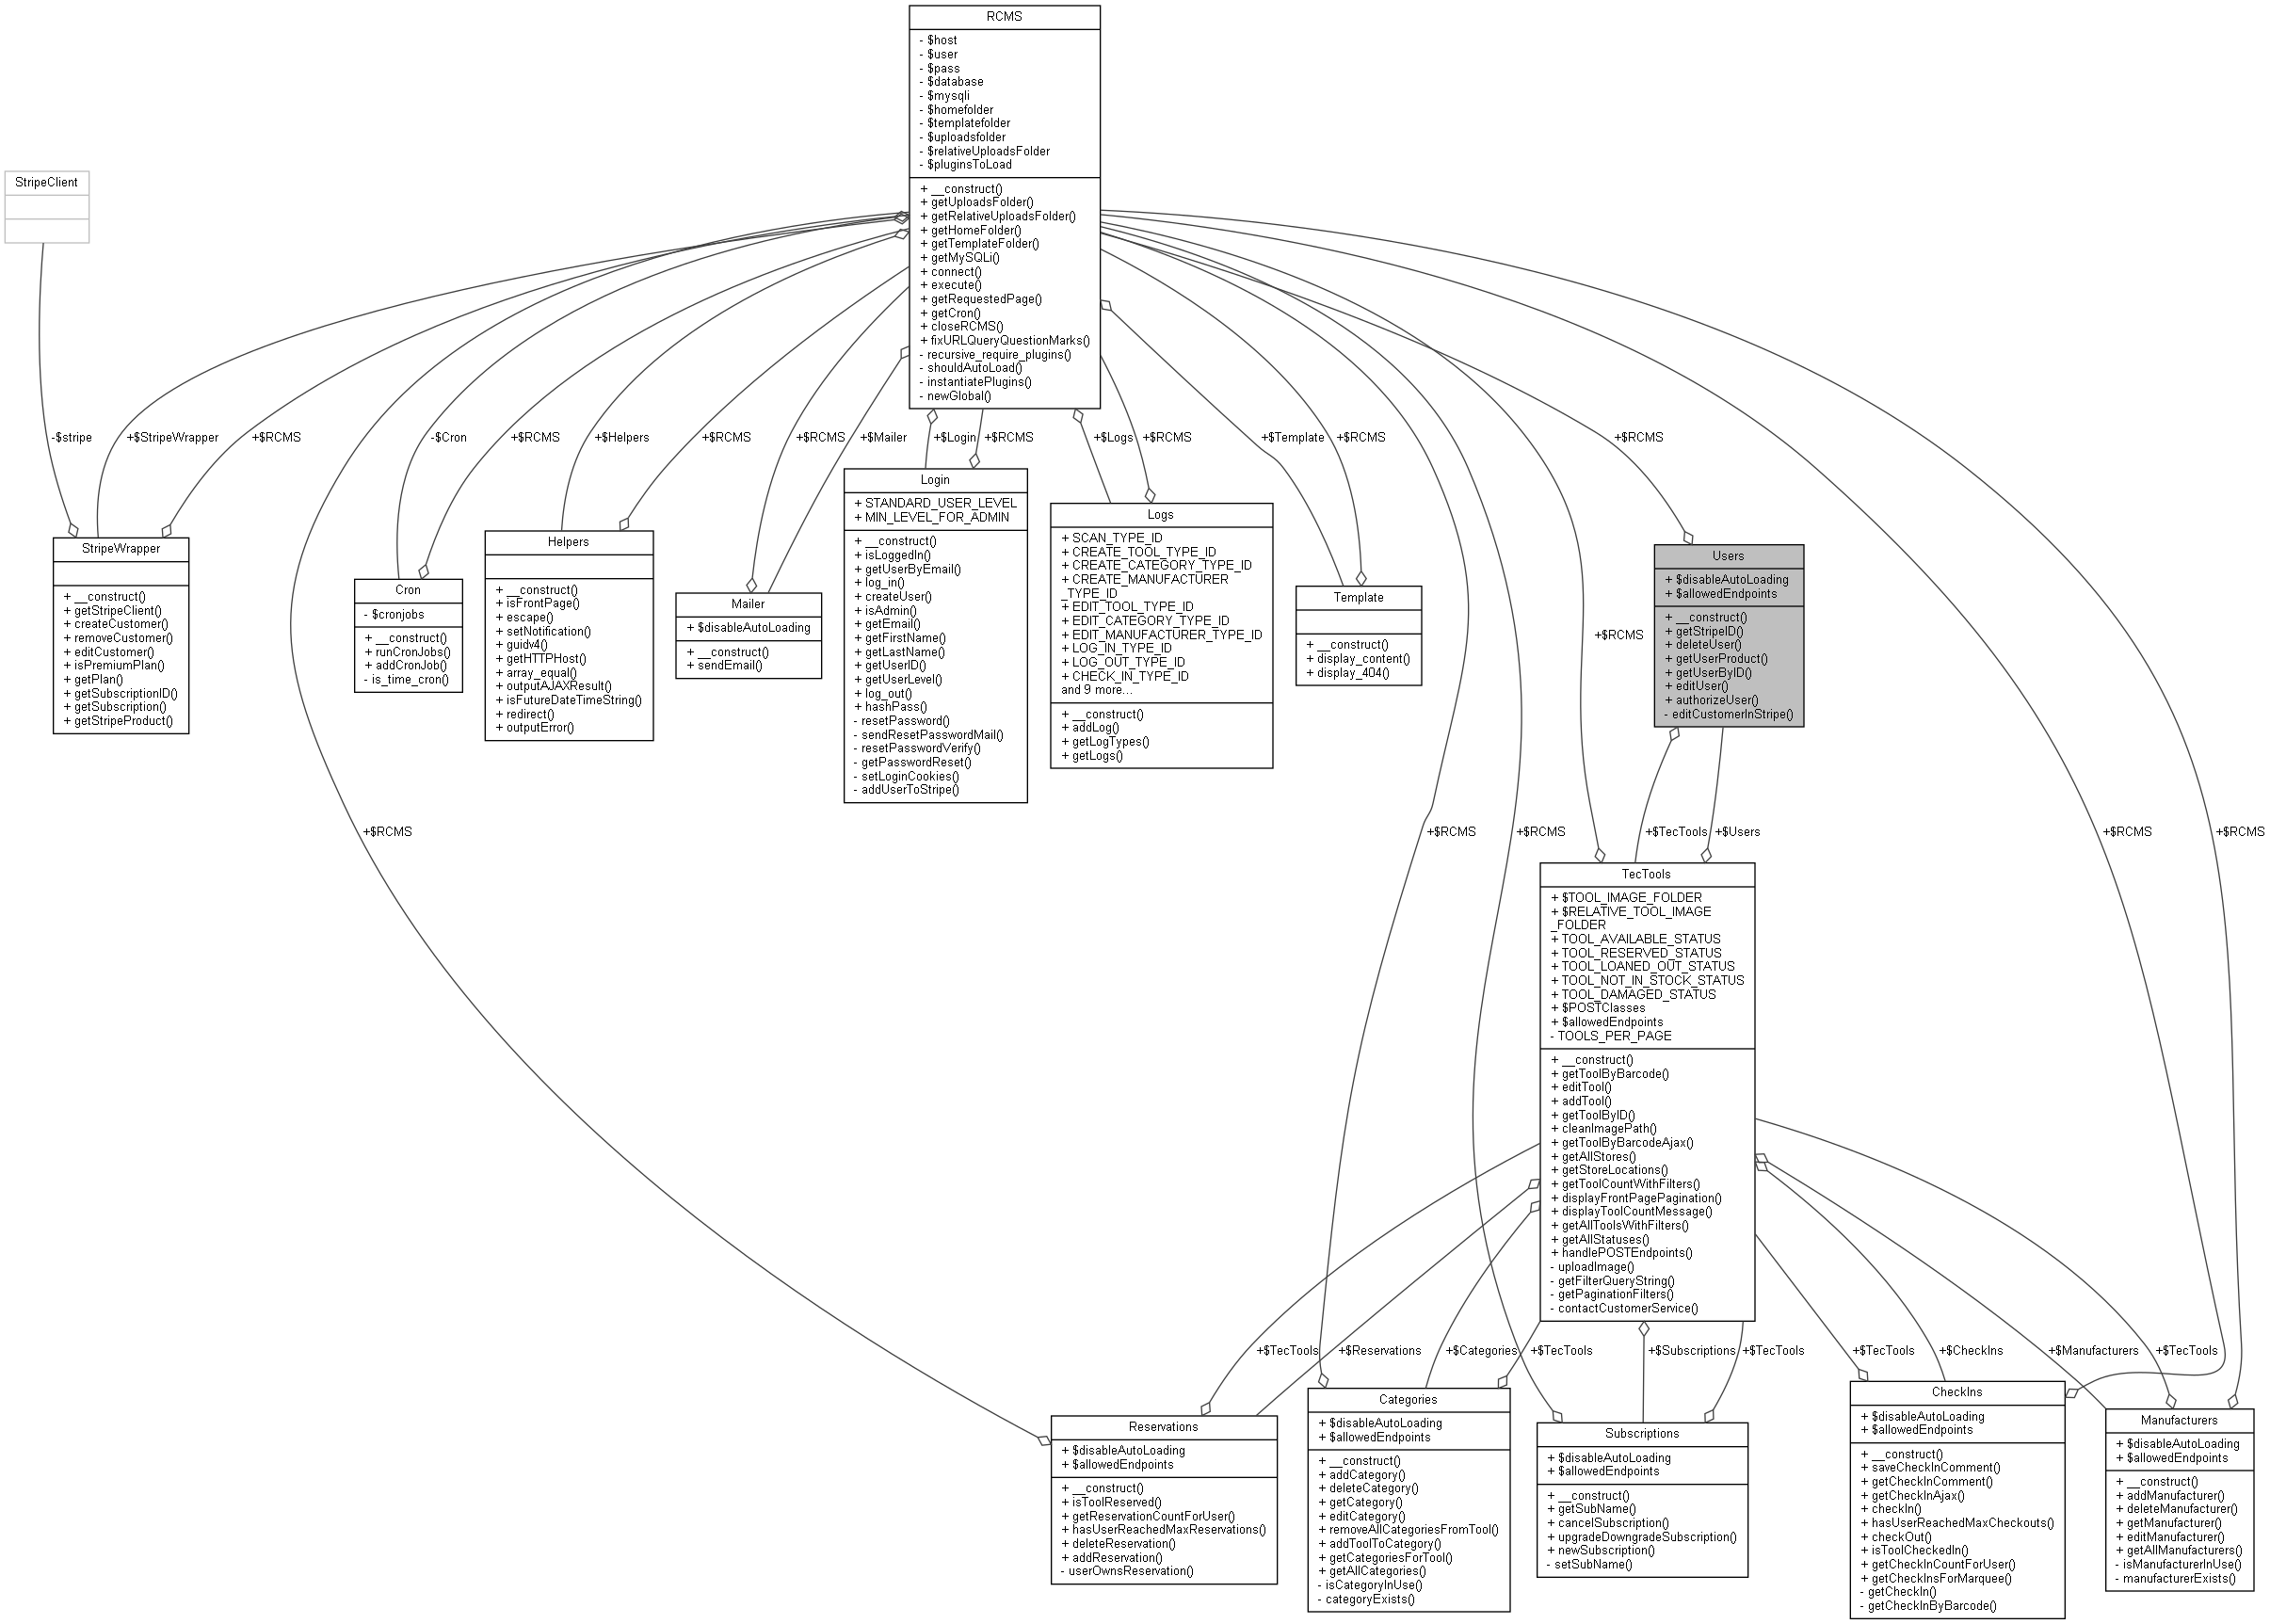 RCMS
- $host
- $user
- $pass
- $database
- $mysqli
- $homefolder
- $templatefolder
- $uploadsfolder
- $relativeUploadsFolder
- $pluginsToLoad
+ __construct()
+ getUploadsFolder()
+ getRelativeUploadsFolder()
+ getHomeFolder()
+ getTemplateFolder()
+ getMySQLi()
+ connect()
+ execute()
+ getRequestedPage()
+ getCron()
+ closeRCMS()
+ fixURLQueryQuestionMarks()
- recursive_require_plugins()
- shouldAutoLoad()
- instantiatePlugins()
- newGlobal()
StripeClient
-$stripe
+$StripeWrapper
+$RCMS
-$Cron
+$RCMS
+$Helpers
+$RCMS
+$RCMS
+$Mailer
+$Login
+$RCMS
+$Logs
+$RCMS
+$Template
+$RCMS
+$RCMS
StripeWrapper
+ __construct()
+ getStripeClient()
+ createCustomer()
+ removeCustomer()
+ editCustomer()
+ isPremiumPlan()
+ getPlan()
+ getSubscriptionID()
+ getSubscription()
+ getStripeProduct()
Cron
- $cronjobs
+ __construct()
+ runCronJobs()
+ addCronJob()
- is_time_cron()
Helpers
+ __construct()
+ isFrontPage()
+ escape()
+ setNotification()
+ guidv4()
+ getHTTPHost()
+ array_equal()
+ outputAJAXResult()
+ isFutureDateTimeString()
+ redirect()
+ outputError()
Mailer
+ $disableAutoLoading
+ __construct()
+ sendEmail()
Login
+ STANDARD_USER_LEVEL
+ MIN_LEVEL_FOR_ADMIN
+ __construct()
+ isLoggedIn()
+ getUserByEmail()
+ log_in()
+ createUser()
+ isAdmin()
+ getEmail()
+ getFirstName()
+ getLastName()
+ getUserID()
+ getUserLevel()
+ log_out()
+ hashPass()
- resetPassword()
- sendResetPasswordMail()
- resetPasswordVerify()
- getPasswordReset()
- setLoginCookies()
- addUserToStripe()
Logs
+ SCAN_TYPE_ID
+ CREATE_TOOL_TYPE_ID
+ CREATE_CATEGORY_TYPE_ID
+ CREATE_MANUFACTURER
_TYPE_ID
+ EDIT_TOOL_TYPE_ID
+ EDIT_CATEGORY_TYPE_ID
+ EDIT_MANUFACTURER_TYPE_ID
+ LOG_IN_TYPE_ID
+ LOG_OUT_TYPE_ID
+ CHECK_IN_TYPE_ID
and 9 more...
+ __construct()
+ addLog()
+ getLogTypes()
+ getLogs()
Template
+ __construct()
+ display_content()
+ display_404()
+$RCMS
Users
+ $disableAutoLoading
+ $allowedEndpoints
+ __construct()
+ getStripeID()
+ deleteUser()
+ getUserProduct()
+ getUserByID()
+ editUser()
+ authorizeUser()
- editCustomerInStripe()
+$RCMS
+$RCMS
+$RCMS
+$TecTools
+$Users
+$RCMS
+$RCMS
TecTools
+ $TOOL_IMAGE_FOLDER
+ $RELATIVE_TOOL_IMAGE
_FOLDER
+ TOOL_AVAILABLE_STATUS
+ TOOL_RESERVED_STATUS
+ TOOL_LOANED_OUT_STATUS
+ TOOL_NOT_IN_STOCK_STATUS
+ TOOL_DAMAGED_STATUS
+ $POSTClasses
+ $allowedEndpoints
- TOOLS_PER_PAGE
+ __construct()
+ getToolByBarcode()
+ editTool()
+ addTool()
+ getToolByID()
+ cleanImagePath()
+ getToolByBarcodeAjax()
+ getAllStores()
+ getStoreLocations()
+ getToolCountWithFilters()
+ displayFrontPagePagination()
+ displayToolCountMessage()
+ getAllToolsWithFilters()
+ getAllStatuses()
+ handlePOSTEndpoints()
- uploadImage()
- getFilterQueryString()
- getPaginationFilters()
- contactCustomerService()
+$TecTools
+$Reservations
+$Categories
+$TecTools
+$Subscriptions
+$TecTools
+$TecTools
+$CheckIns
+$Manufacturers
+$TecTools
Reservations
+ $disableAutoLoading
+ $allowedEndpoints
+ __construct()
+ isToolReserved()
+ getReservationCountForUser()
+ hasUserReachedMaxReservations()
+ deleteReservation()
+ addReservation()
- userOwnsReservation()
Categories
+ $disableAutoLoading
+ $allowedEndpoints
+ __construct()
+ addCategory()
+ deleteCategory()
+ getCategory()
+ editCategory()
+ removeAllCategoriesFromTool()
+ addToolToCategory()
+ getCategoriesForTool()
+ getAllCategories()
- isCategoryInUse()
- categoryExists()
Subscriptions
+ $disableAutoLoading
+ $allowedEndpoints
+ __construct()
+ getSubName()
+ cancelSubscription()
+ upgradeDowngradeSubscription()
+ newSubscription()
- setSubName()
CheckIns
+ $disableAutoLoading
+ $allowedEndpoints
+ __construct()
+ saveCheckInComment()
+ getCheckInComment()
+ getCheckInAjax()
+ checkIn()
+ hasUserReachedMaxCheckouts()
+ checkOut()
+ isToolCheckedIn()
+ getCheckInCountForUser()
+ getCheckInsForMarquee()
- getCheckIn()
- getCheckInByBarcode()
Manufacturers
+ $disableAutoLoading
+ $allowedEndpoints
+ __construct()
+ addManufacturer()
+ deleteManufacturer()
+ getManufacturer()
+ editManufacturer()
+ getAllManufacturers()
- isManufacturerInUse()
- manufacturerExists()